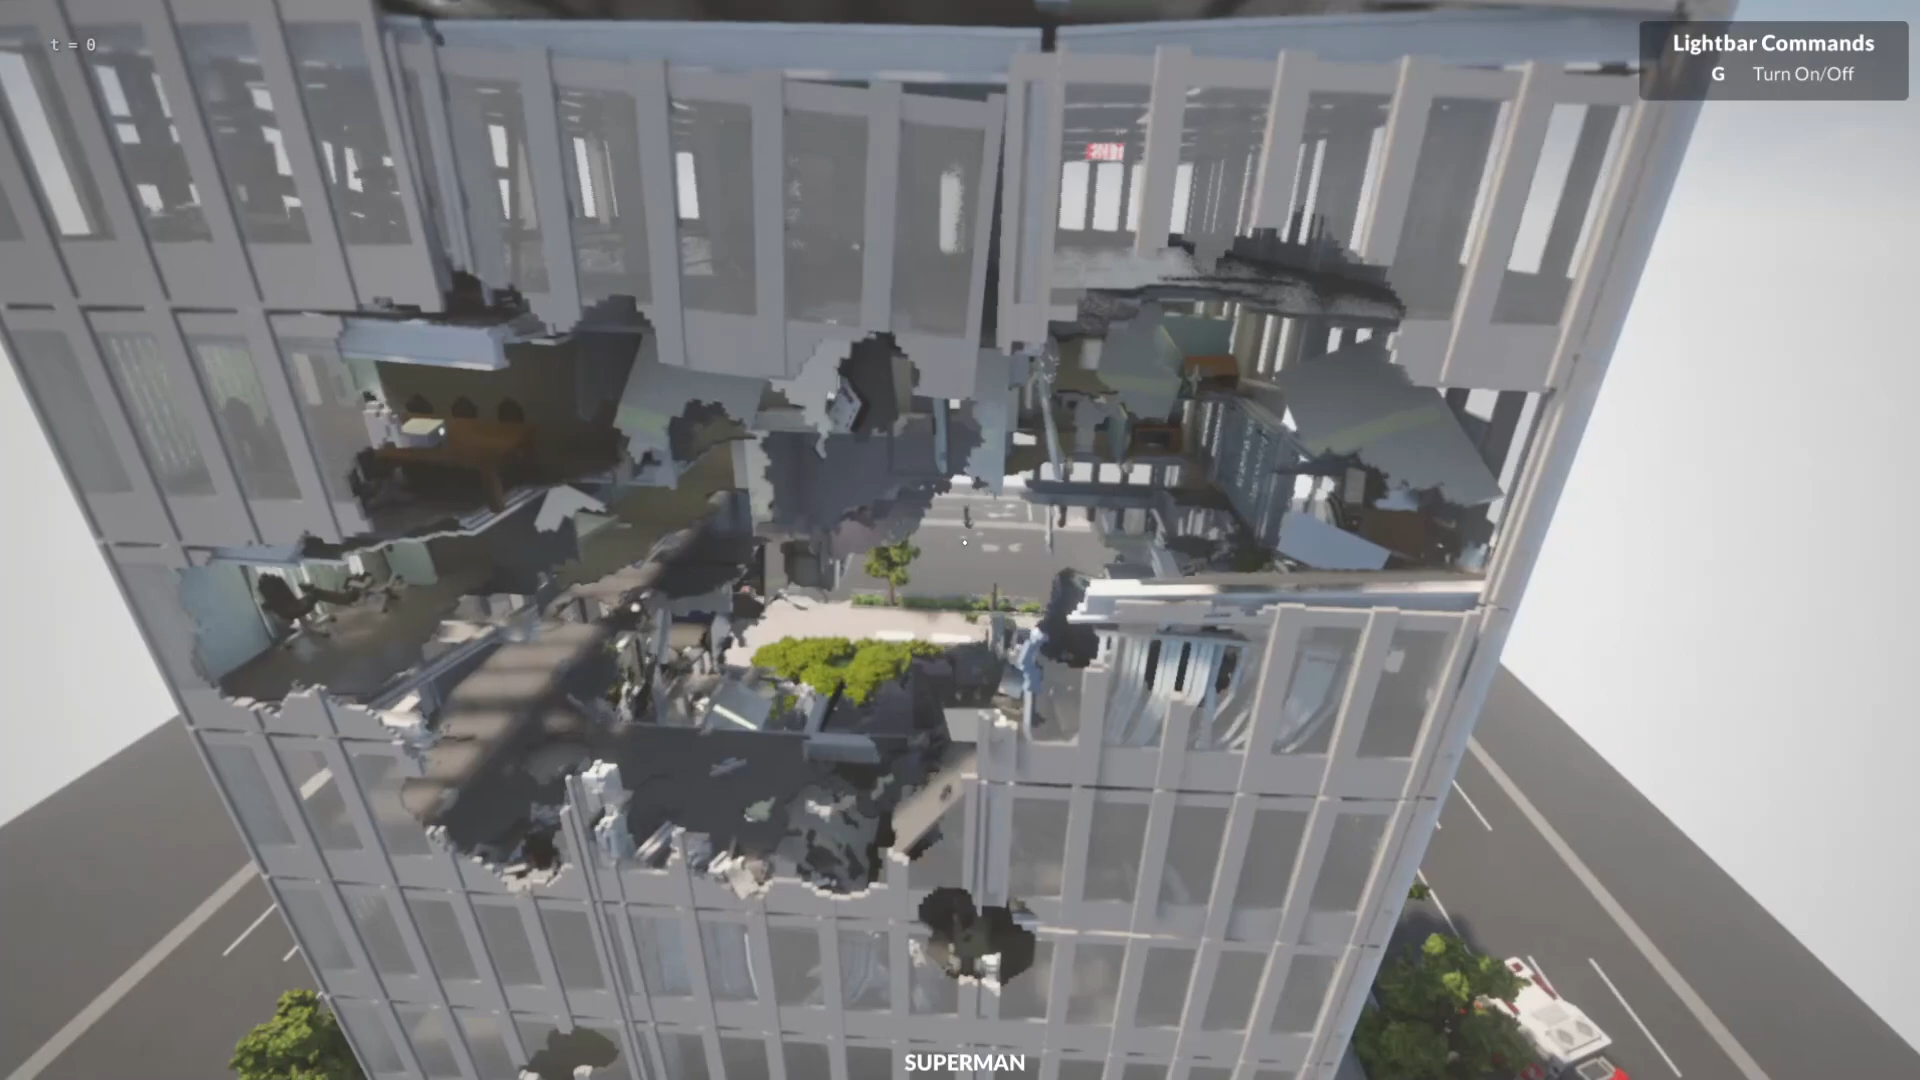 t = 0
Lightbar Commands
G Turn On/Off
SUPERMAN